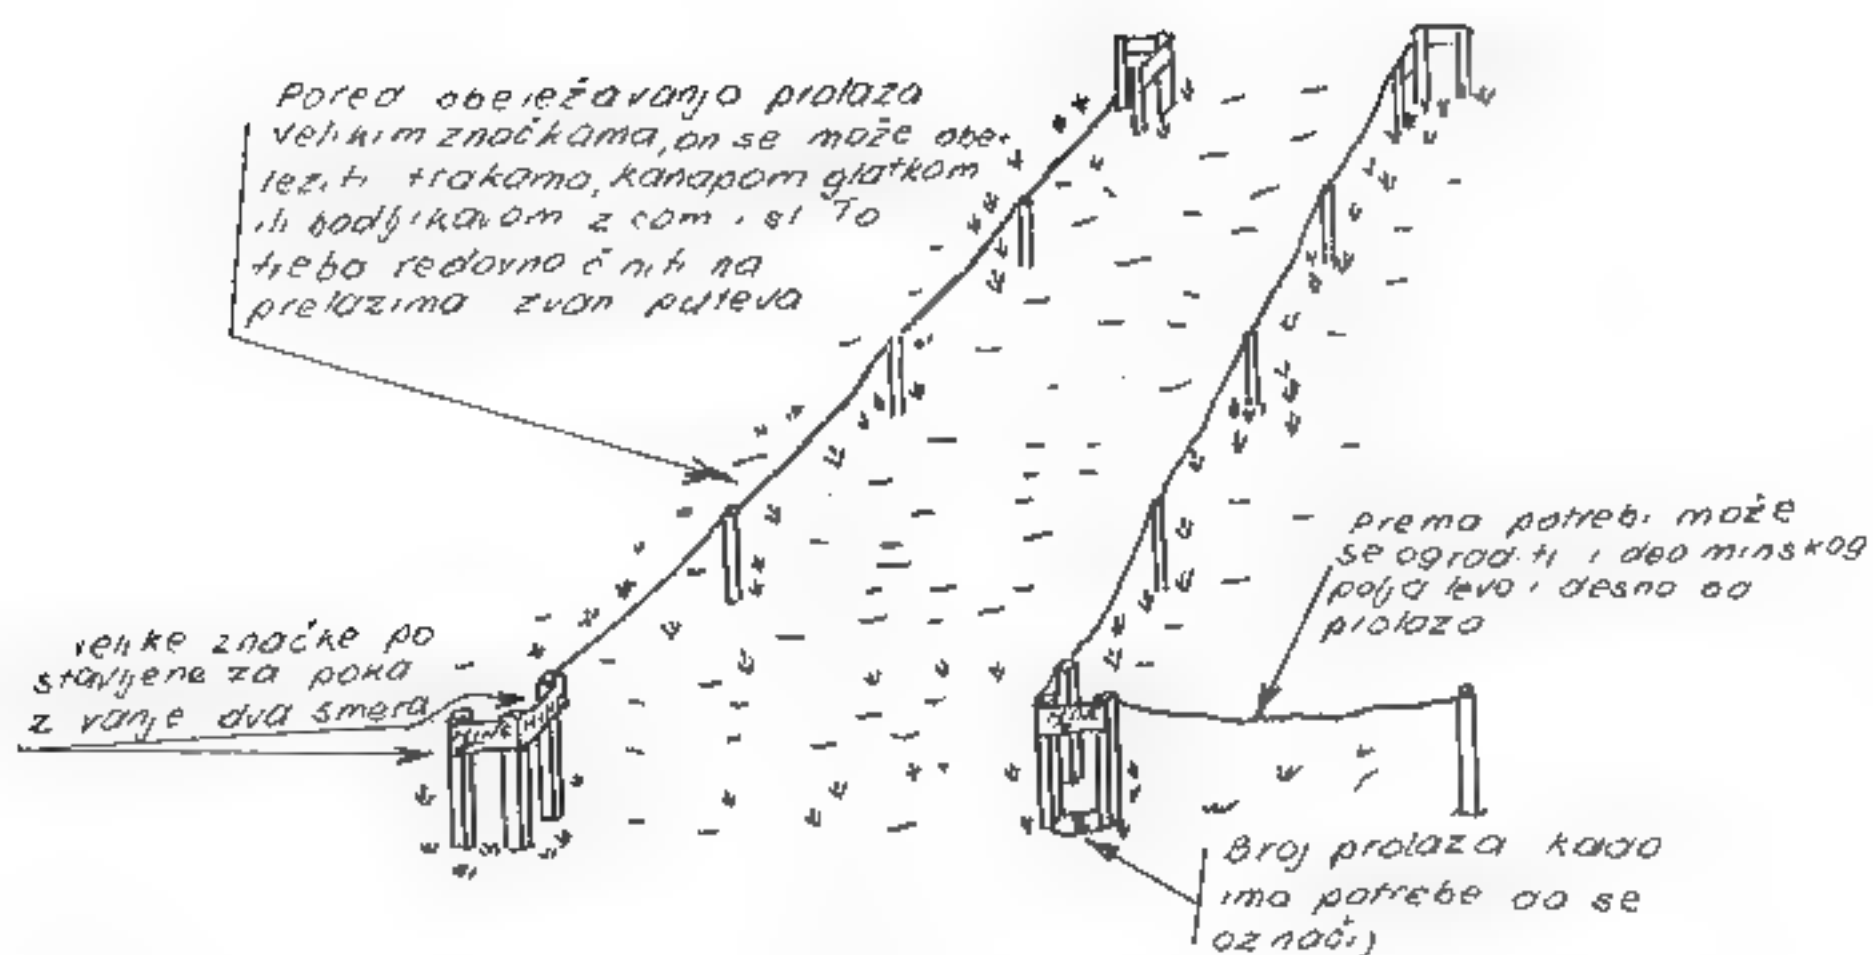 Pored obeležavanja prolaza
velikim značkama, on se može obe-
ležiti trakama, kanapom glatkom
ili bodljikavom žicom i sl To
treba redovno činiti na
prelazima zvan puteva
Prema potrebi može
se ograditi i deo minskog
polja levo i desno od
prolaza
velike značke po
stavljene za poka
zivanje dva smera
MINE
Broj prolaza kada
ima potrebe da se
označi)